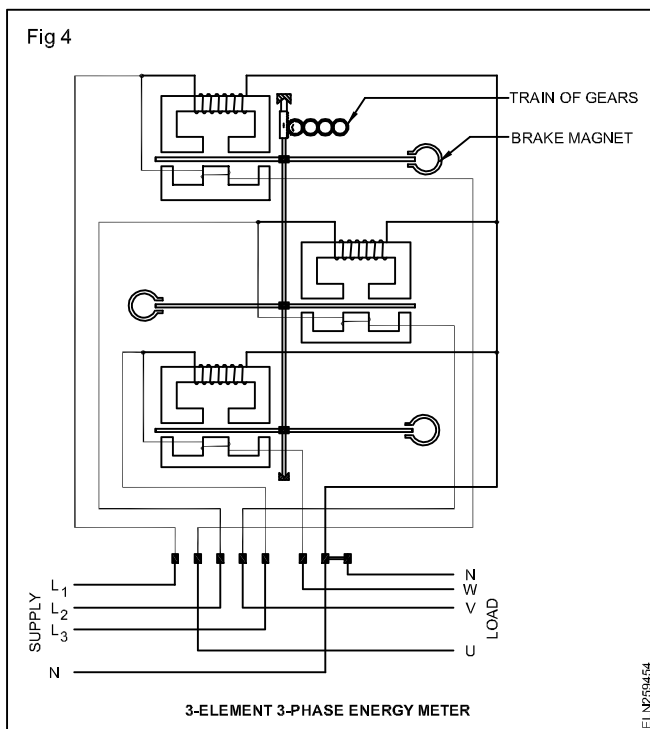 Fig 4
TRAIN OF GEARS
BRAKE MAGNET
SUPPLY
L1
L2
L3
N
N
W
V
U
LOAD
3-ELEMENT 3-PHASE ENERGY METER
ELN259454